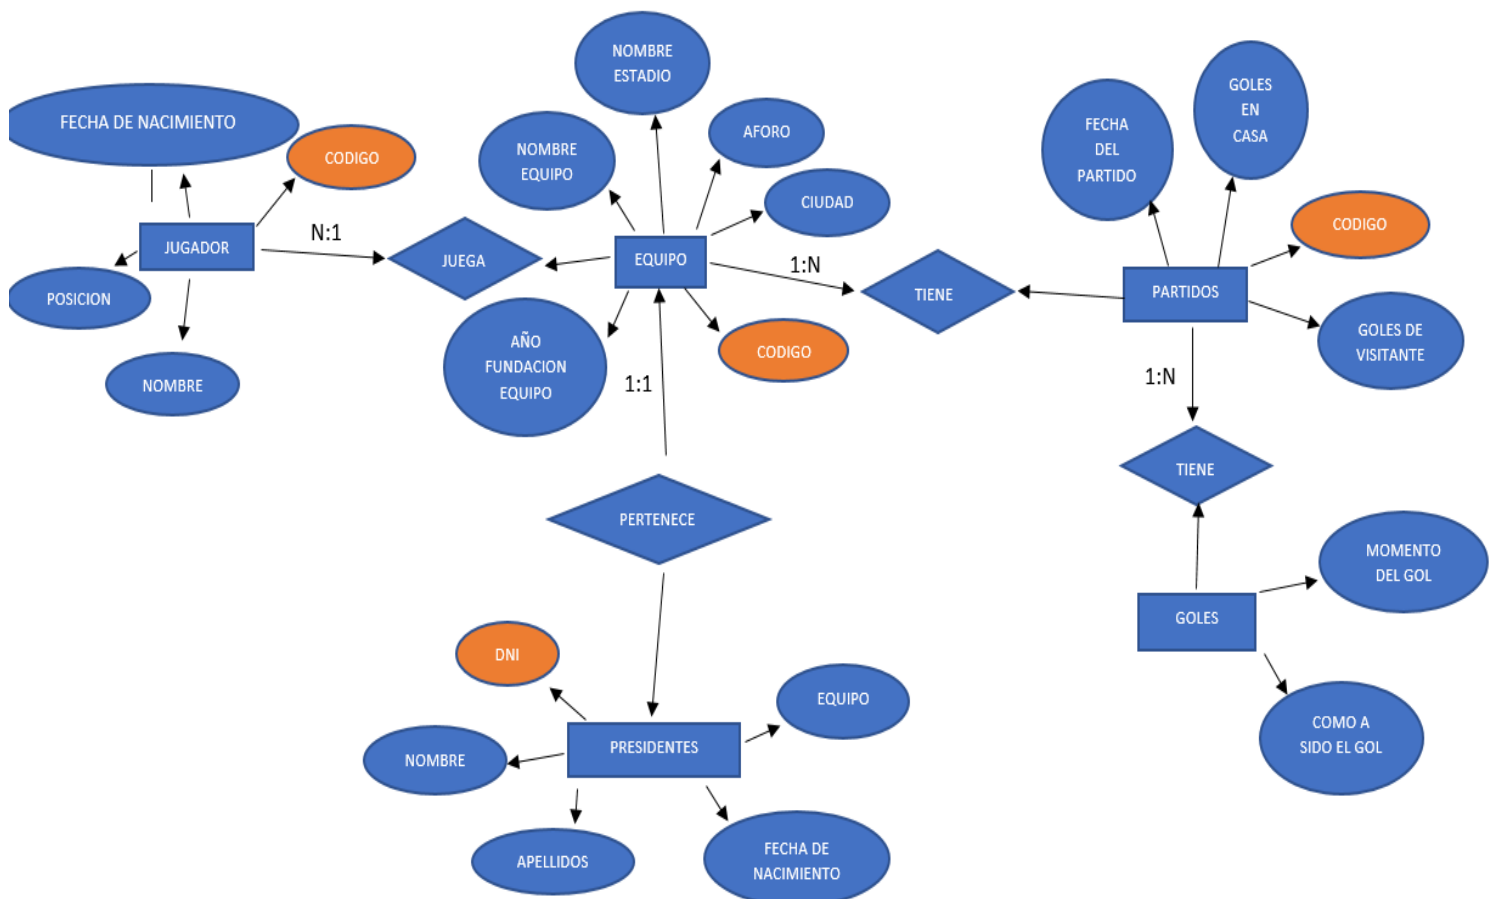 FECHA DE NACIMIENTO
CODIGO
JUGADOR
POSICION
NOMBRE
N:1
JUEGA
NOMBRE
ESTADIO
NOMBRE
EQUIPO
AFORO
CIUDAD
EQUIPO
AÑO
FUNDACION
EQUIPO
CODIGO
1:N
TIENE
FECHA
DEL
PARTIDO
GOLES
EN
CASA
CODIGO
PARTIDOS
GOLES DE
VISITANTE
1:N
TIENE
GOLES
MOMENTO
DEL GOL
COMO A
SIDO EL GOL
1:1
PERTENECE
DNI
EQUIPO
PRESIDENTES
NOMBRE
APELLIDOS
FECHA DE
NACIMIENTO